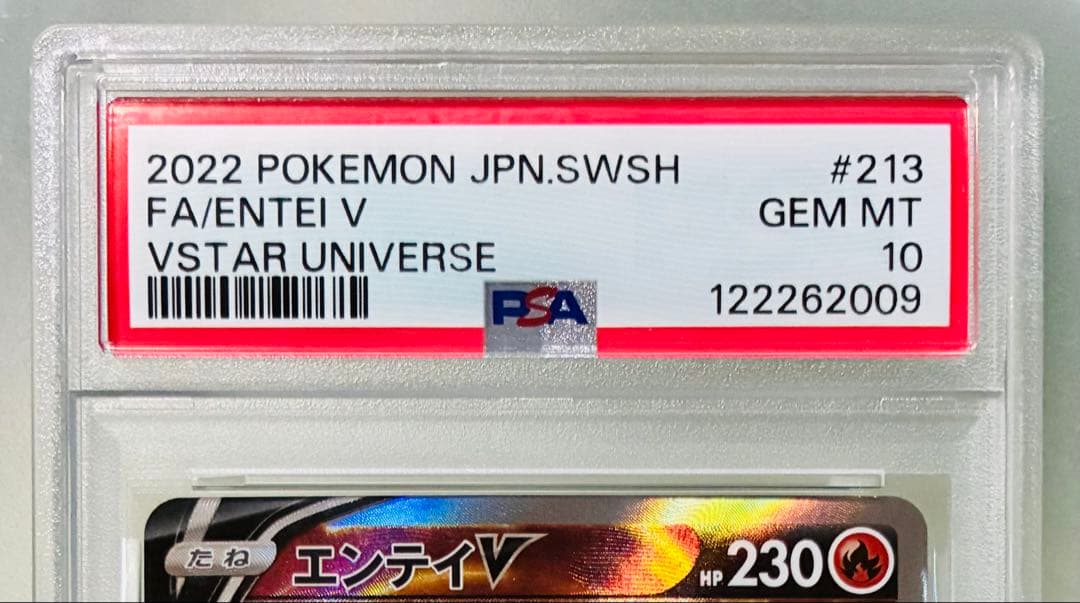 2022 POKEMON JPN.SWSH #213
FA/ENTEI V GEM MT
VSTAR UNIVERSE 10
PSA 122262009
たね エンテイV HP 230